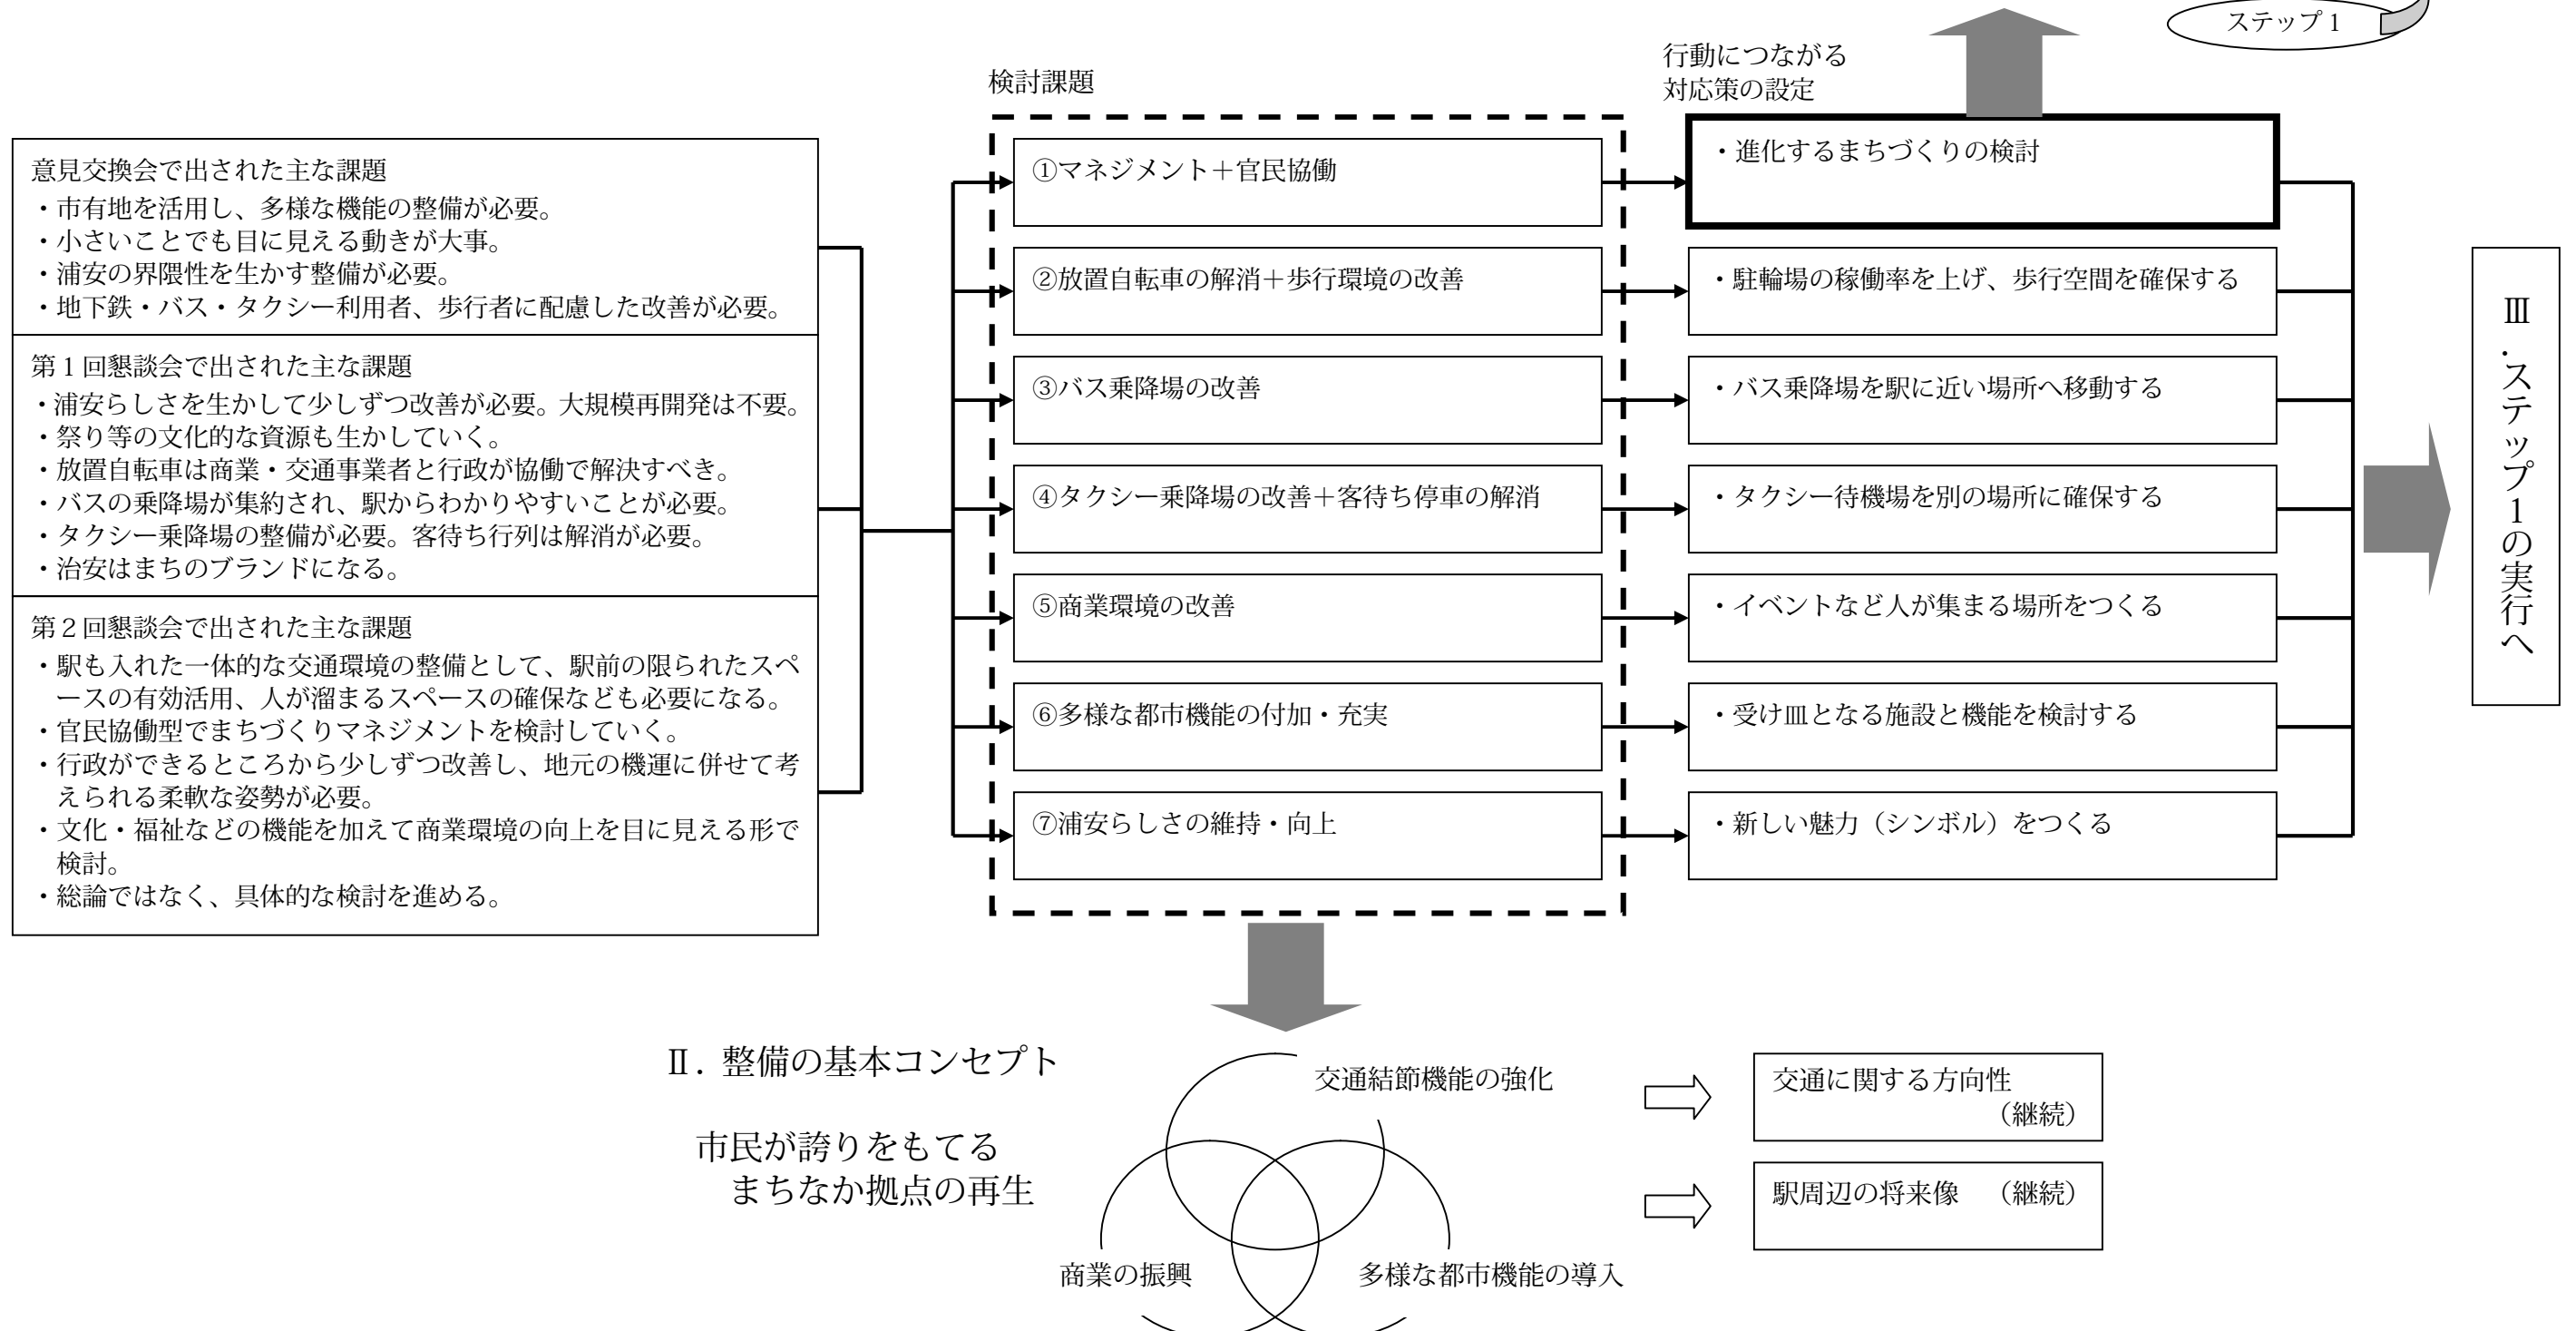 ステップ1
行動につながる
対応策の設定
検討課題
意見交換会で出された主な課題
・市有地を活用し、多様な機能の整備が必要。
・小さいことでも目に見える動きが大事。
・浦安の界隈性を生かす整備が必要。
・地下鉄・バス・タクシー利用者、歩行者に配慮した改善が必要。
第1回懇談会で出された主な課題
・浦安らしさを生かして少しずつ改善が必要。大規模再開発は不要。
・祭り等の文化的な資源も生かしていく。
・放置自転車は商業・交通事業者と行政が協働で解決すべき。
・バスの乗降場が集約され、駅からわかりやすいことが必要。
・タクシー乗降場の整備が必要。客待ち行列は解消が必要。
・治安はまちのブランドになる。
第2回懇談会で出された主な課題
・駅も入れた一体的な交通環境の整備として、駅前の限られたスペ
ースの有効活用、人が溜まるスペースの確保なども必要になる。
・官民協働型でまちづくりマネジメントを検討していく。
・行政ができるところから少しずつ改善し、地元の機運に併せて考
えられる柔軟な姿勢が必要。
・文化・福祉などの機能を加えて商業環境の向上を目に見える形で
検討。
・総論ではなく、具体的な検討を進める。
①マネジメント＋官民協働
②放置自転車の解消＋歩行環境の改善
③バス乗降場の改善
④タクシー乗降場の改善＋客待ち停車の解消
⑤商業環境の改善
⑥多様な都市機能の付加・充実
⑦浦安らしさの維持・向上
・進化するまちづくりの検討
・駐輪場の稼働率を上げ、歩行空間を確保する
・バス乗降場を駅に近い場所へ移動する
・タクシー待機場を別の場所に確保する
・イベントなど人が集まる場所をつくる
・受け皿となる施設と機能を検討する
・新しい魅力（シンボル）をつくる
Ⅲ．ステップ1の実行へ
Ⅱ．整備の基本コンセプト
市民が誇りをもてる
まちなか拠点の再生
交通結節機能の強化
商業の振興
多様な都市機能の導入
交通に関する方向性
（継続）
駅周辺の将来像　（継続）